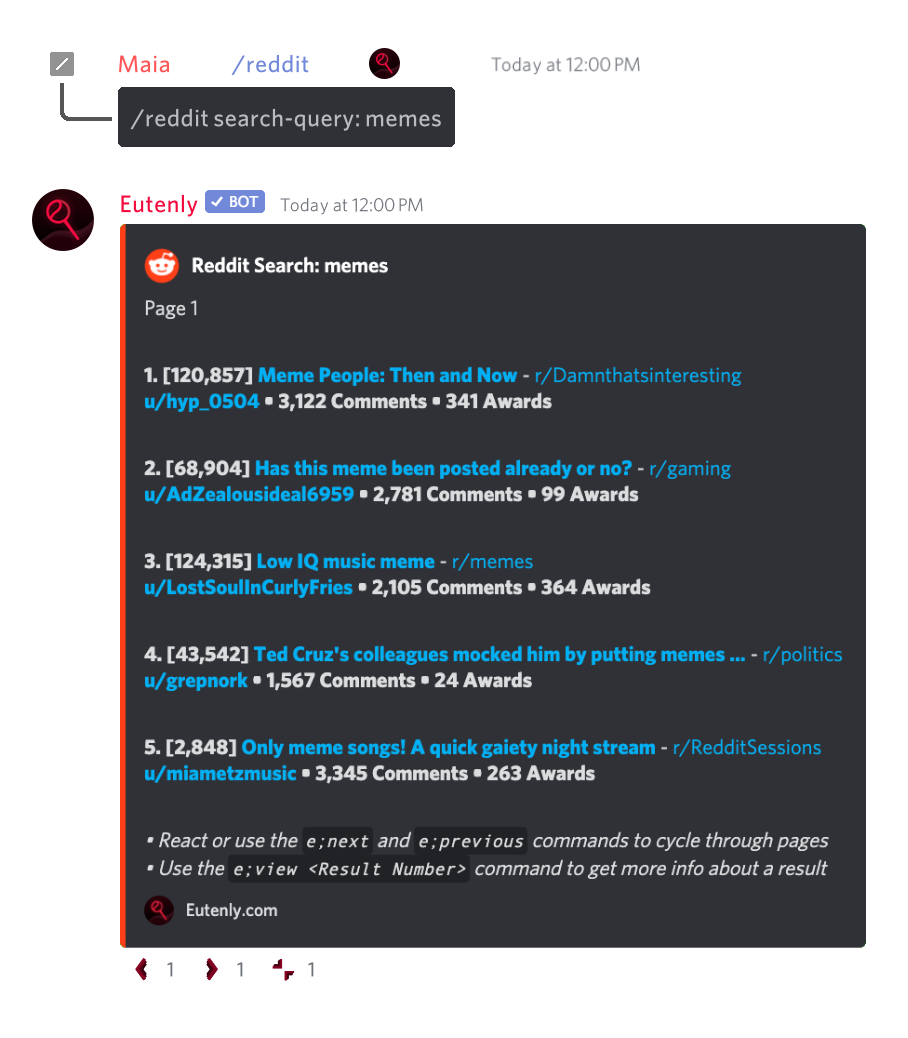 Maia /reddit Today at 12:00 PM
/reddit search-query: memes
Eutenly BOT Today at 12:00 PM
Reddit Search: memes
Page 1
1. [120,857] Meme People: Then and Now - r/Damnthatsinteresting
u/hyp_0504 • 3,122 Comments • 341 Awards
2. [68,904] Has this meme been posted already or no? - r/gaming
u/AdZealousideal6959 • 2,781 Comments • 99 Awards
3. [124,315] Low IQ music meme - r/memes
u/LostSoulInCurlyFries • 2,105 Comments • 364 Awards
4. [43,542] Ted Cruz's colleagues mocked him by putting memes ... - r/politics
u/grepnork • 1,567 Comments • 24 Awards
5. [2,848] Only meme songs! A quick gaiety night stream - r/RedditSessions
u/miametzmusic • 3,345 Comments • 263 Awards
• React or use the e;next and e;previous commands to cycle through pages
• Use the e;view <Result Number> command to get more info about a result
Eutenly.com
1 1 1